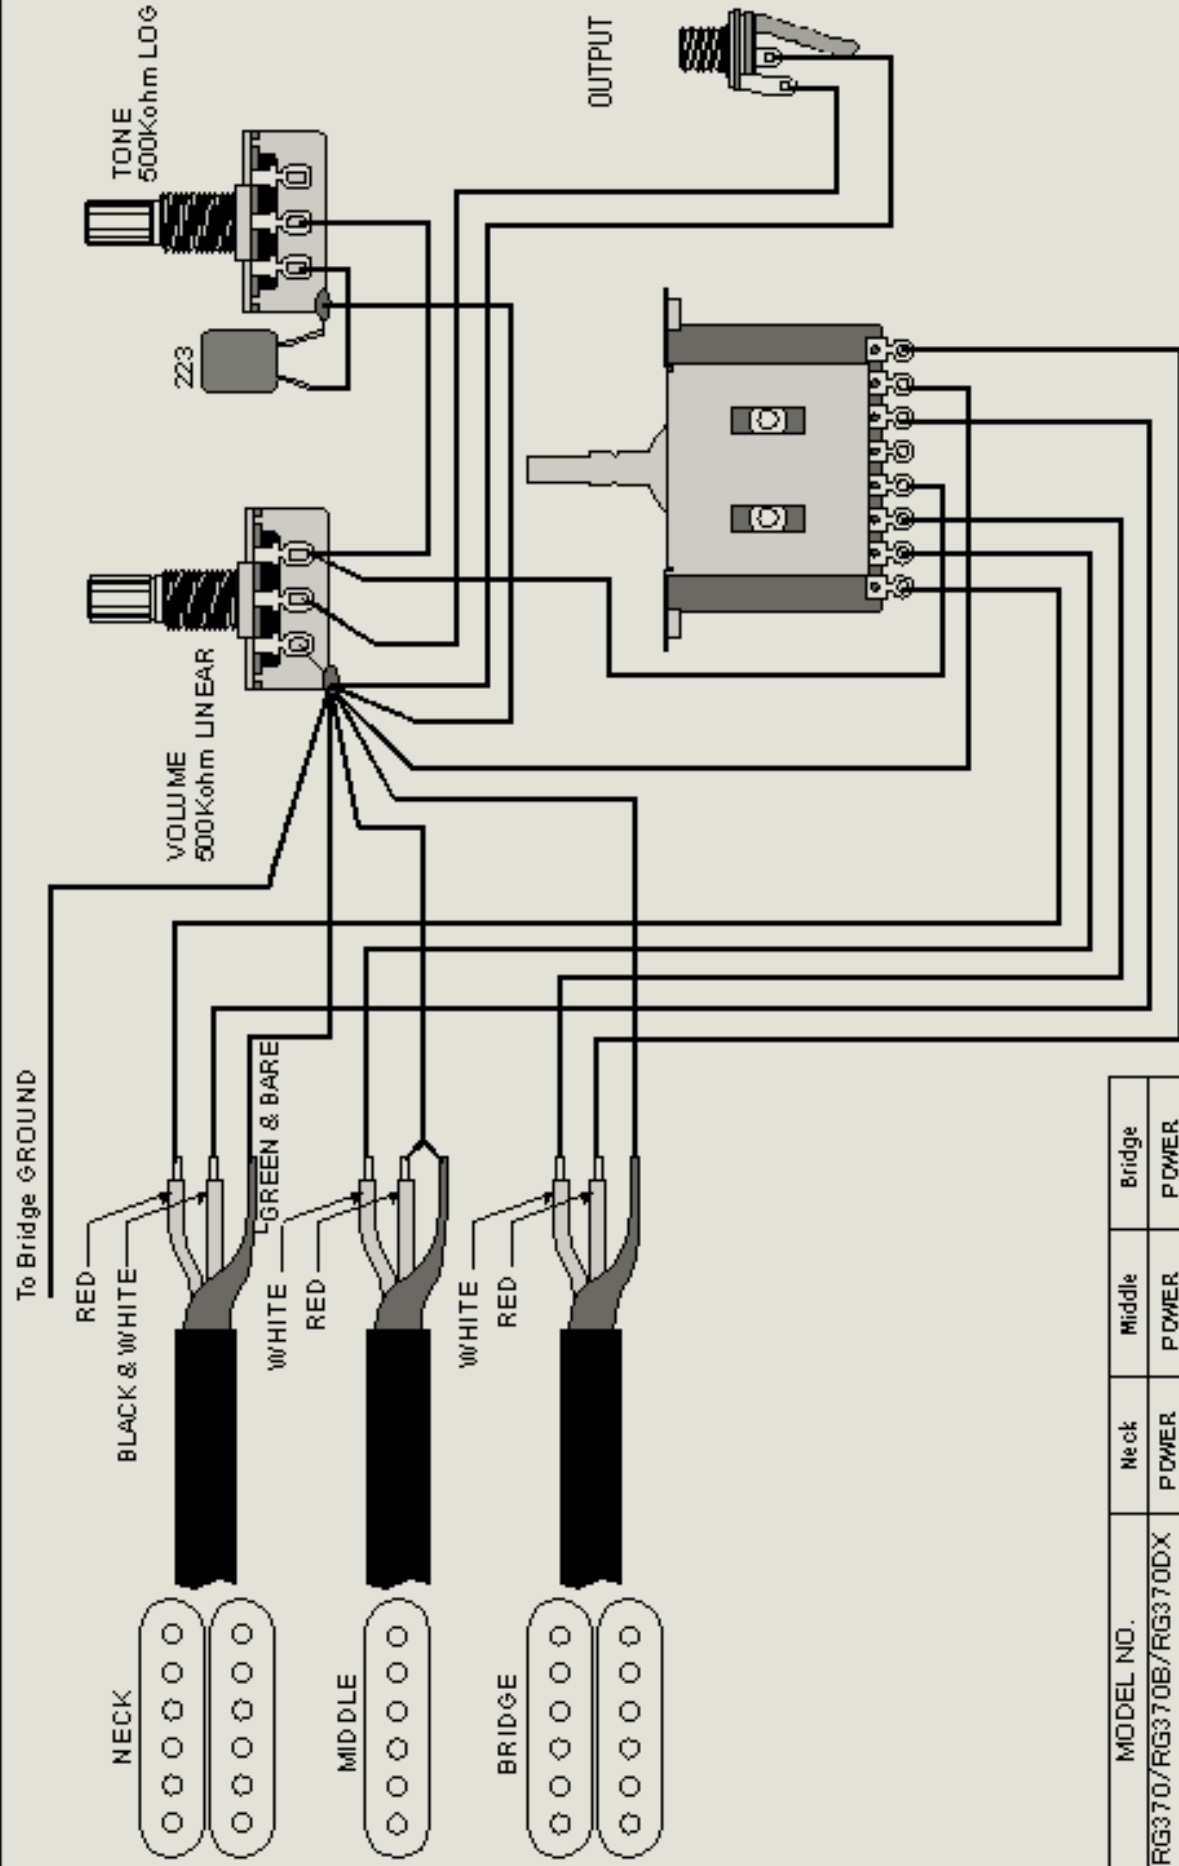 To Bridge GROUND
RED
BLACK & WHITE
GREEN & BARE
NECK
WHITE
RED
MIDDLE
WHITE
RED
BRIDGE
VOLUME
500Kohm LINEAR
223
TONE
500Kohm LOG
OUTPUT
MODEL NO. Neck Middle Bridge
RG370/RG370B/RG370DX POWER POWER POWER